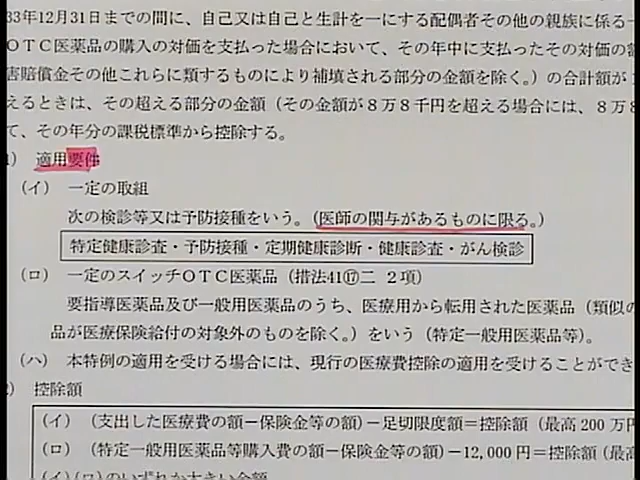 33年12月31日までの間に、自己又は自己と生計を一にする配偶者その他の親族に係る
ＯＴＣ医薬品の購入の対価を支払った場合において、その年中に支払ったその対価の
害賠償金その他これらに類するものにより補填される部分の金額を除く。）の合計額が
えるときは、その超える部分の金額（その金額が８万８千円を超える場合には、８万８
て、その年分の課税標準から控除する。
適用要件
（イ） 一定の取組
次の検診等又は予防接種をいう。（医師の関与があるものに限る。）
特定健康診査・予防接種・定期健康診断・健康診査・がん検診
（ロ） 一定のスイッチＯＴＣ医薬品（措法41⑰二 ２項）
要指導医薬品及び一般用医薬品のうち、医療用から転用された医薬品（類似の
品が医療保険給付の対象外のものを除く。）をいう（特定一般用医薬品等）。
（ハ） 本特例の適用を受ける場合には、現行の医療費控除の適用を受けることができ
控除額
（イ） （支出した医療費の額－保険金等の額）－足切限度額＝控除額（最高 200 万円
（ロ） （特定一般用医薬品等購入費の額－保険金等の額）－12,000 円＝控除額（最
（イ）（ロ）のいずれか大きい金額